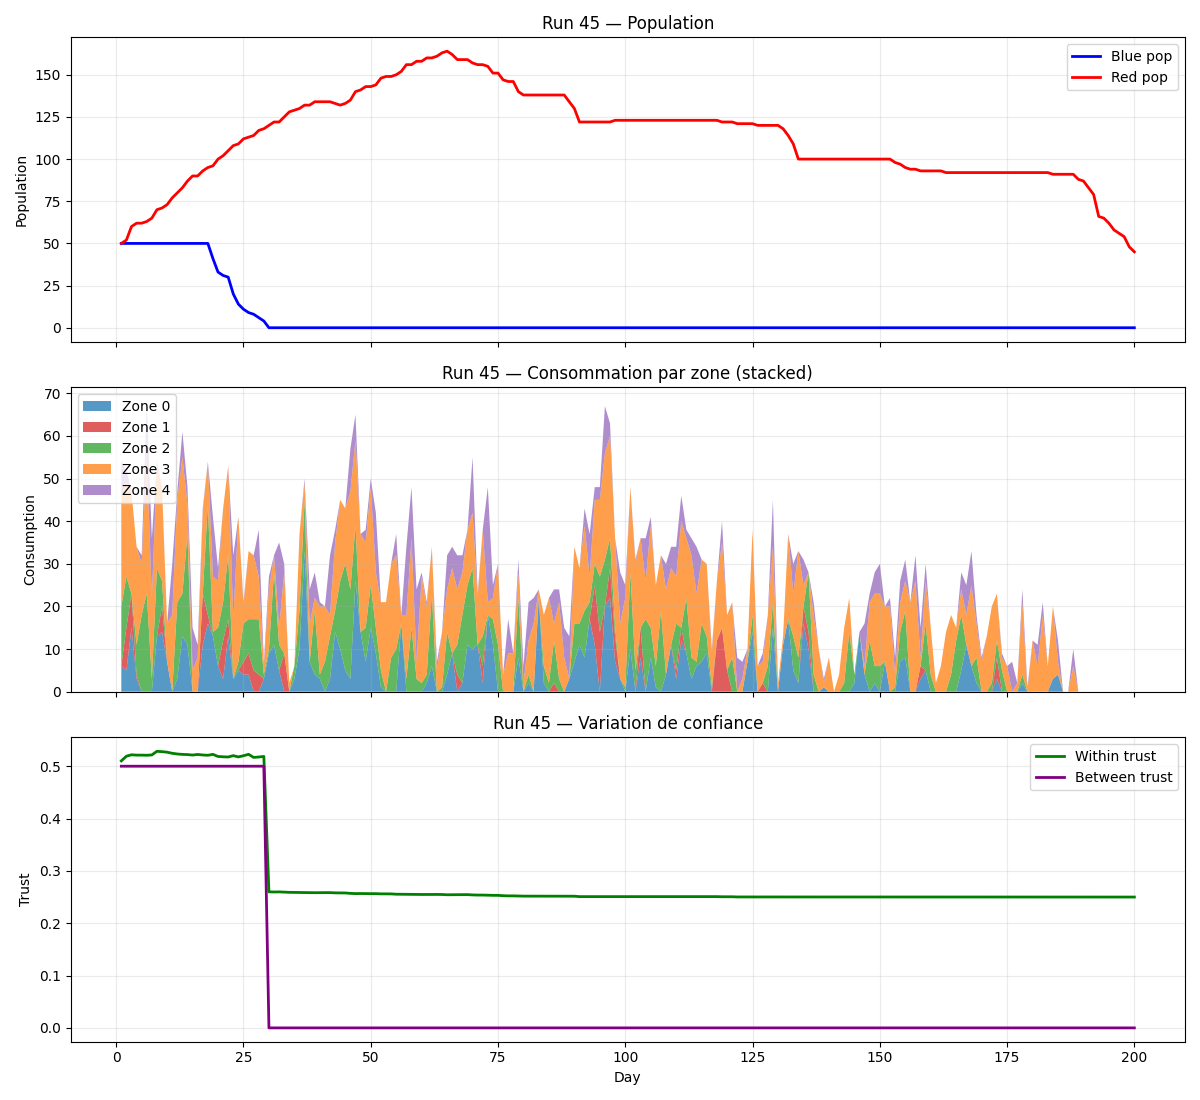 Run 45 — Population
Population
150
125
100
75
50
25
0
Blue pop
Red pop
Run 45 — Consommation par zone (stacked)
Consumption
70
60
50
40
30
20
10
0
Zone 0
Zone 1
Zone 2
Zone 3
Zone 4
Run 45 — Variation de confiance
Trust
0.5
0.4
0.3
0.2
0.1
0.0
Within trust
Between trust
0 25 50 75 100 125 150 175 200
Day